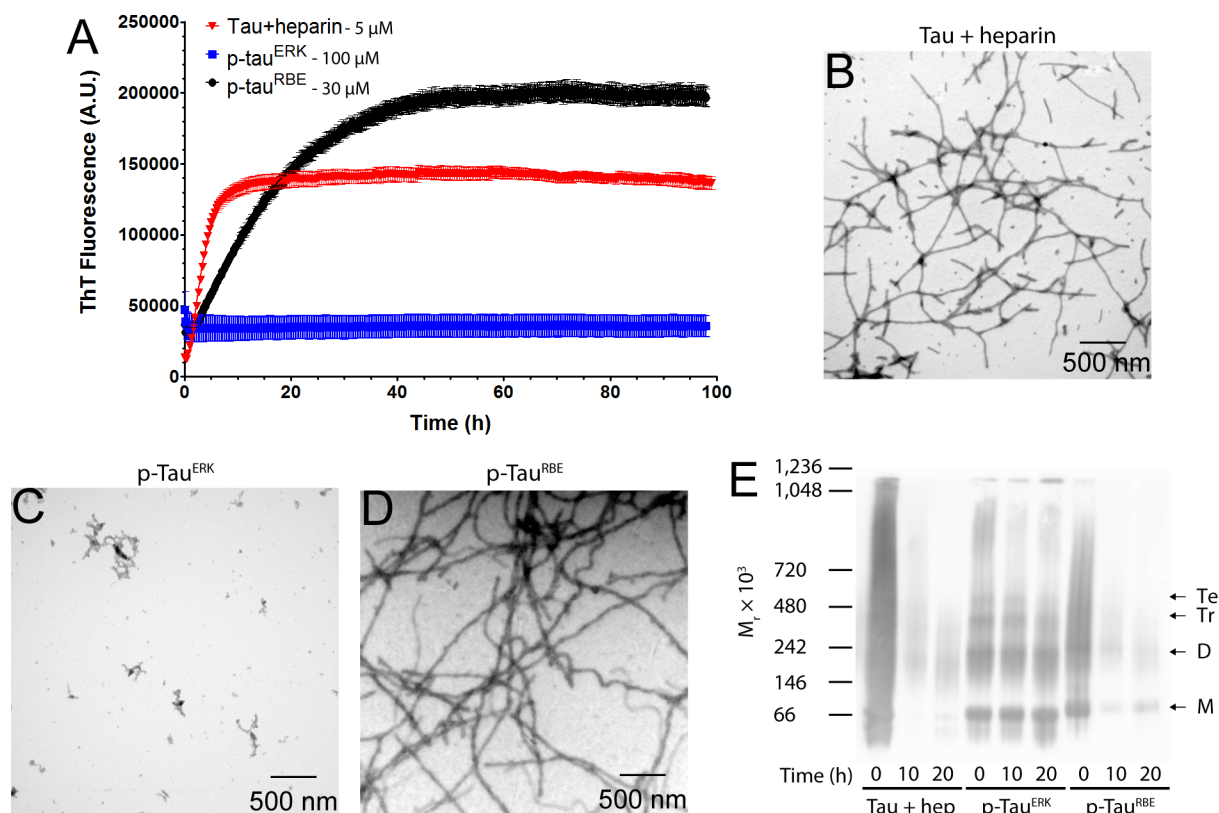 A
Tau+heparin - 5 µM
p-tau^ERK - 100 µM
p-tau^RBE - 30 µM
ThT Fluorescence (A.U.)
250000
200000
150000
100000
50000
0
0 20 40 60 80 100
Time (h)
Tau + heparin
B
500 nm
p-Tau^ERK
C
500 nm
p-Tau^RBE
D
500 nm
E
Mr × 10³
1,236
1,048
720
480
242
146
66
← Te
← Tr
← D
← M
Time (h) 0 10 20 0 10 20 0 10 20
Tau + hep p-Tau^ERK p-Tau^RBE